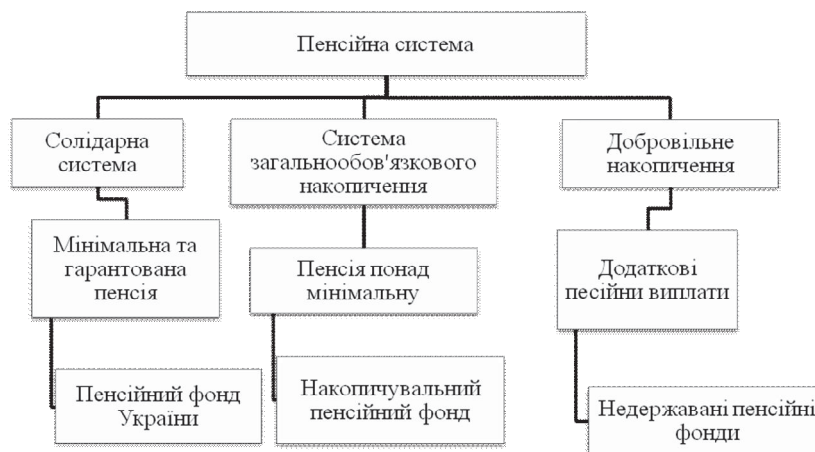 Пенсійна система
Солідарна
система
Система
загальнообов'язкового
накопичення
Добровільне
накопичення
Мінімальна та
гарантована
пенсія
Пенсія понад
мінімальну
Додаткові
песійни виплати
Пенсійний фонд
України
Накопичувальний
пенсійний фонд
Недержавані пенсійні
фонди